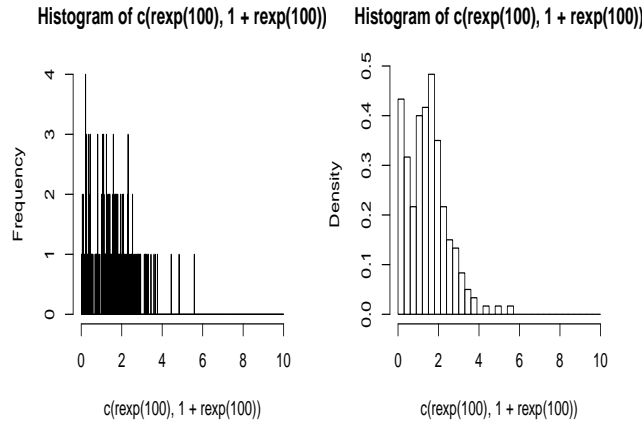 Histogram of c(rexp(100), 1 + rexp(100))
Frequency
4
3
2
1
0
0 2 4 6 8 10
c(rexp(100), 1 + rexp(100))
Histogram of c(rexp(100), 1 + rexp(100))
Density
0.5
0.4
0.3
0.2
0.1
0.0
0 2 4 6 8 10
c(rexp(100), 1 + rexp(100))